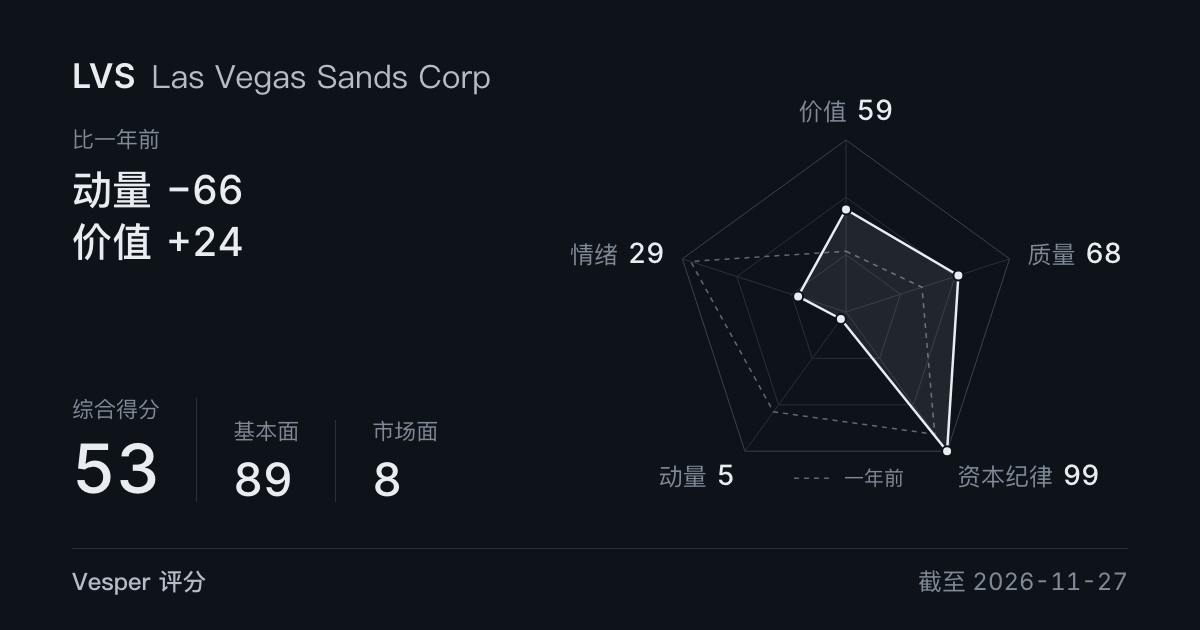 LVS Las Vegas Sands Corp
比一年前
动量 −66
价值 +24
价值 59
情绪 29
质量 68
动量 5
一年前
资本纪律 99
综合得分
53
基本面
89
市场面
8
Vesper 评分
截至 2026-11-27